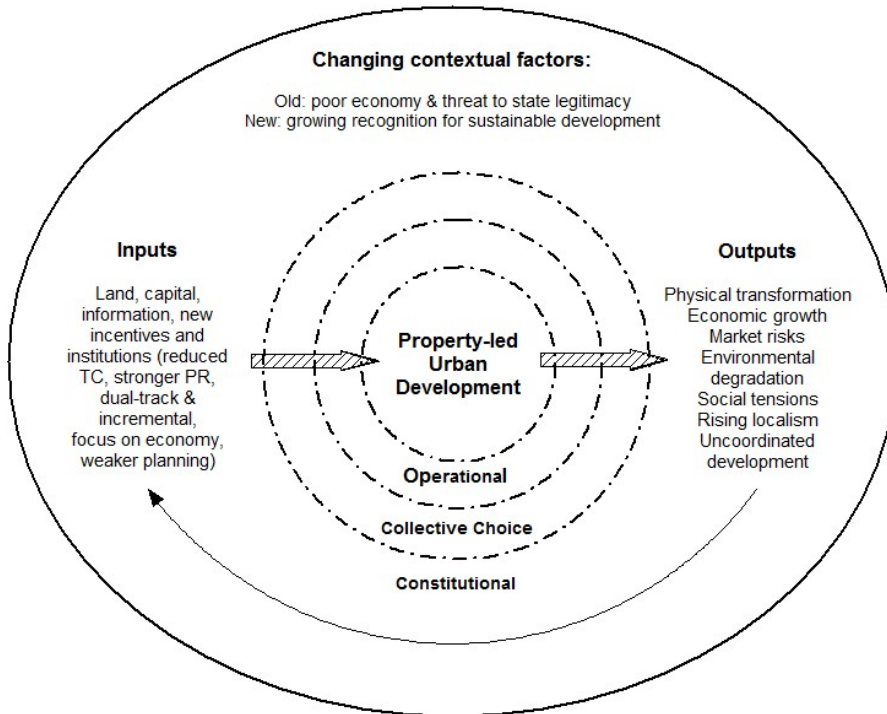 Changing contextual factors:
Old: poor economy & threat to state legitimacy
New: growing recognition for sustainable development
Inputs
Land, capital,
information, new
incentives and
institutions (reduced
TC, stronger PR,
dual-track &
incremental,
focus on economy,
weaker planning)
Property-led
Urban
Development
Operational
Collective Choice
Constitutional
Outputs
Physical transformation
Economic growth
Market risks
Environmental
degradation
Social tensions
Rising localism
Uncoordinated
development